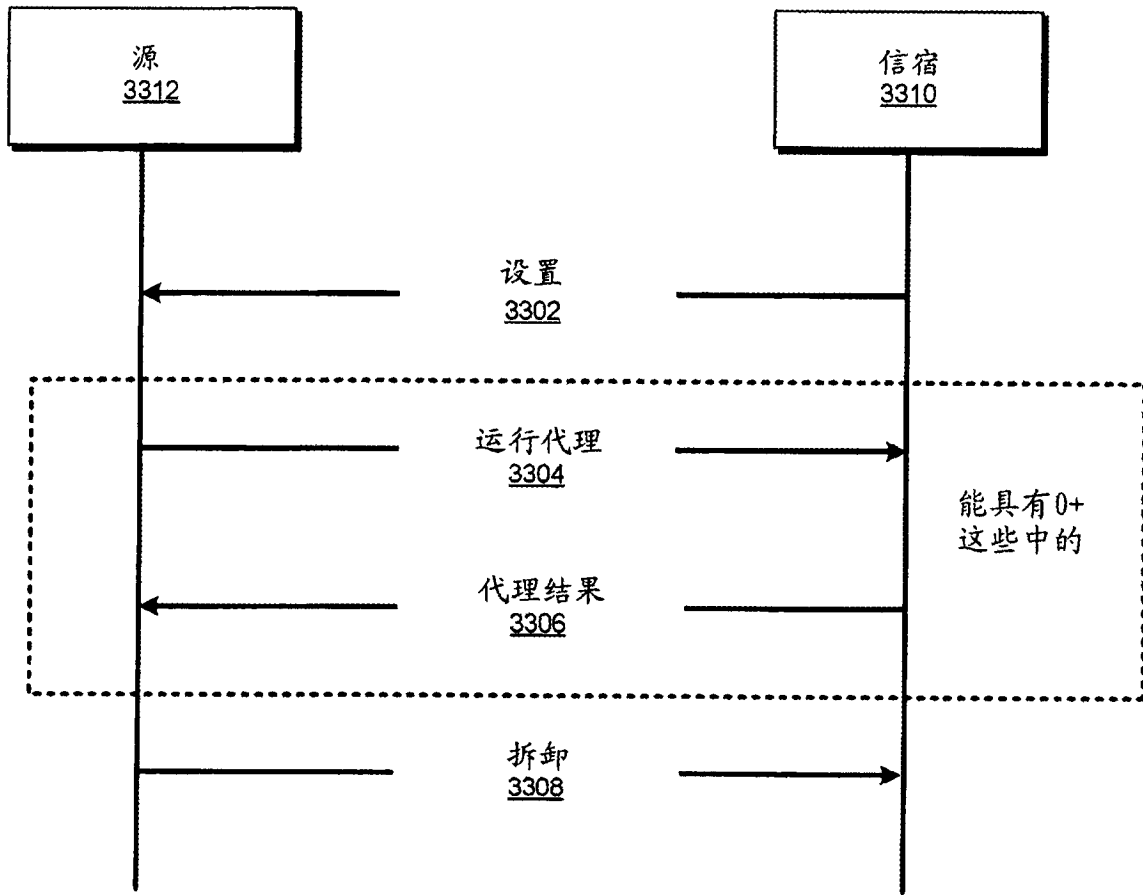 源
3312
信宿
3310
设置
3302
运行代理
3304
能具有0+
这些中的
代理结果
3306
拆卸
3308